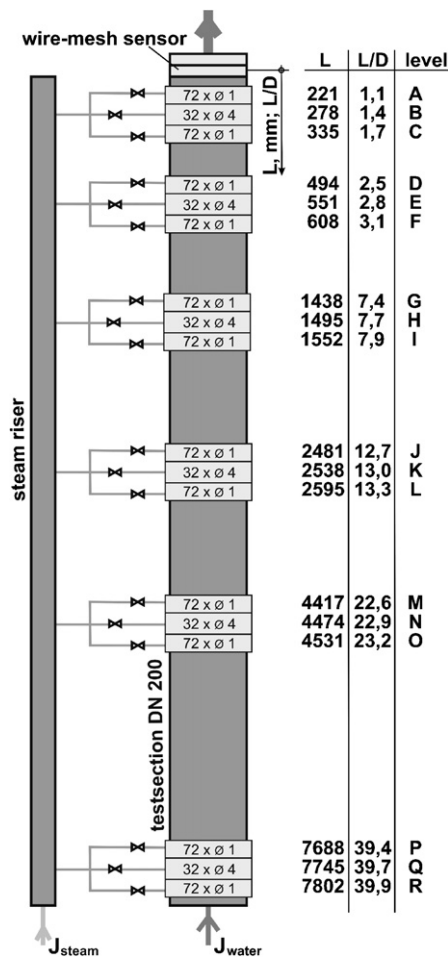 wire-mesh sensor
L L/D level
L, mm; L/D
72 x Ø 1 221 1,1 A
32 x Ø 4 278 1,4 B
72 x Ø 1 335 1,7 C
72 x Ø 1 494 2,5 D
32 x Ø 4 551 2,8 E
72 x Ø 1 608 3,1 F
72 x Ø 1 1438 7,4 G
32 x Ø 4 1495 7,7 H
72 x Ø 1 1552 7,9 I
steam riser
72 x Ø 1 2481 12,7 J
32 x Ø 4 2538 13,0 K
72 x Ø 1 2595 13,3 L
72 x Ø 1 4417 22,6 M
32 x Ø 4 4474 22,9 N
72 x Ø 1 4531 23,2 O
testsection DN 200
72 x Ø 1 7688 39,4 P
32 x Ø 4 7745 39,7 Q
72 x Ø 1 7802 39,9 R
Jsteam Jwater